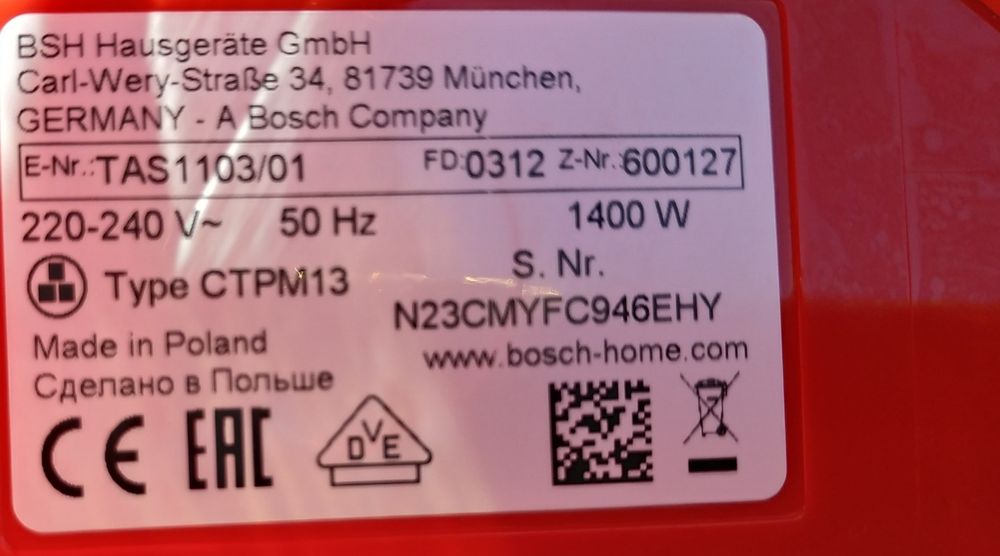 BSH Hausgeräte GmbH
Carl-Wery-Straße 34, 81739 München,
GERMANY - A Bosch Company
E-Nr.:TAS1103/01 FD:0312 Z-Nr.:600127
220-240 V~ 50 Hz 1400 W
Type CTPM13 S. Nr.
N23CMYFC946EHY
Made in Poland www.bosch-home.com
Сделано в Польше
CE EAC DVE